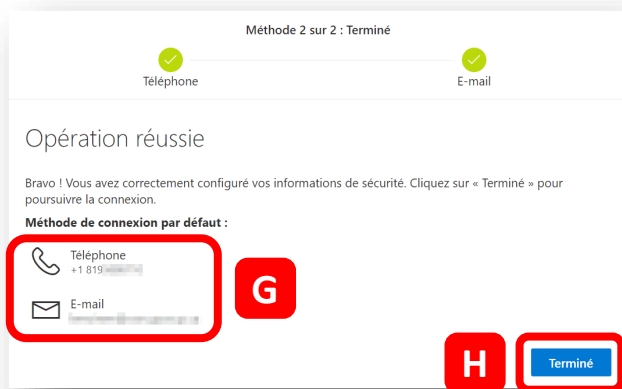 Méthode 2 sur 2 : Terminé
Téléphone
E-mail
Opération réussie
Bravo ! Vous avez correctement configuré vos informations de sécurité. Cliquez sur « Terminé » pour
poursuivre la connexion.
Méthode de connexion par défaut :
Téléphone
+1 819
E-mail
G
H
Terminé